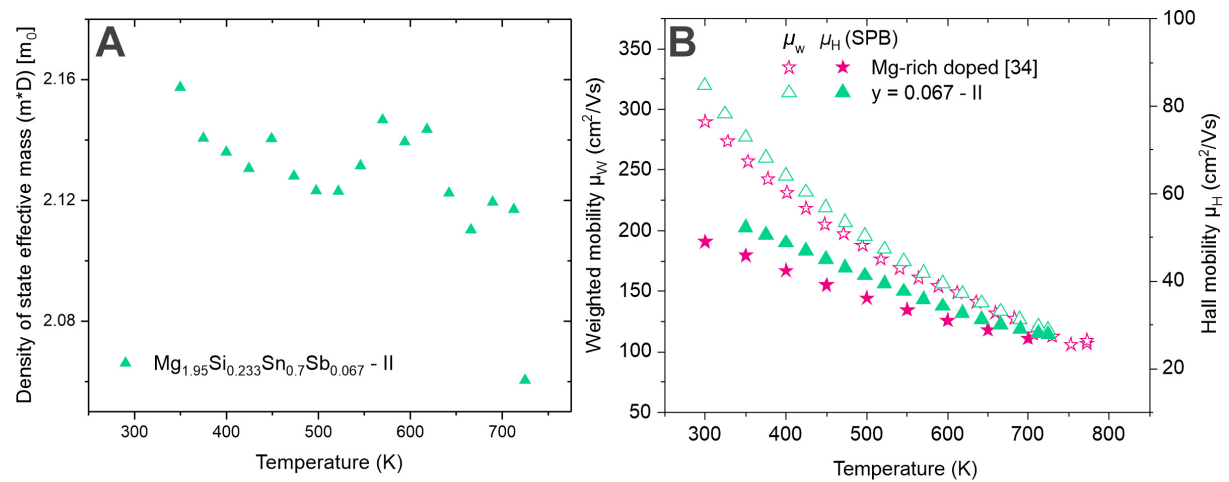 A
Density of state effective mass (m*D) [m₀]
2.16
2.12
2.08
Mg₁.₉₅Si₀.₂₃₃Sn₀.₇Sb₀.₀₆₇ - II
300 400 500 600 700
Temperature (K)
B
μw μH (SPB)
Mg-rich doped [34]
y = 0.067 - II
Weighted mobility μW (cm²/Vs)
350
300
250
200
150
100
50
300 400 500 600 700 800
Temperature (K)
100
80
60
40
20
Hall mobility μH (cm²/Vs)